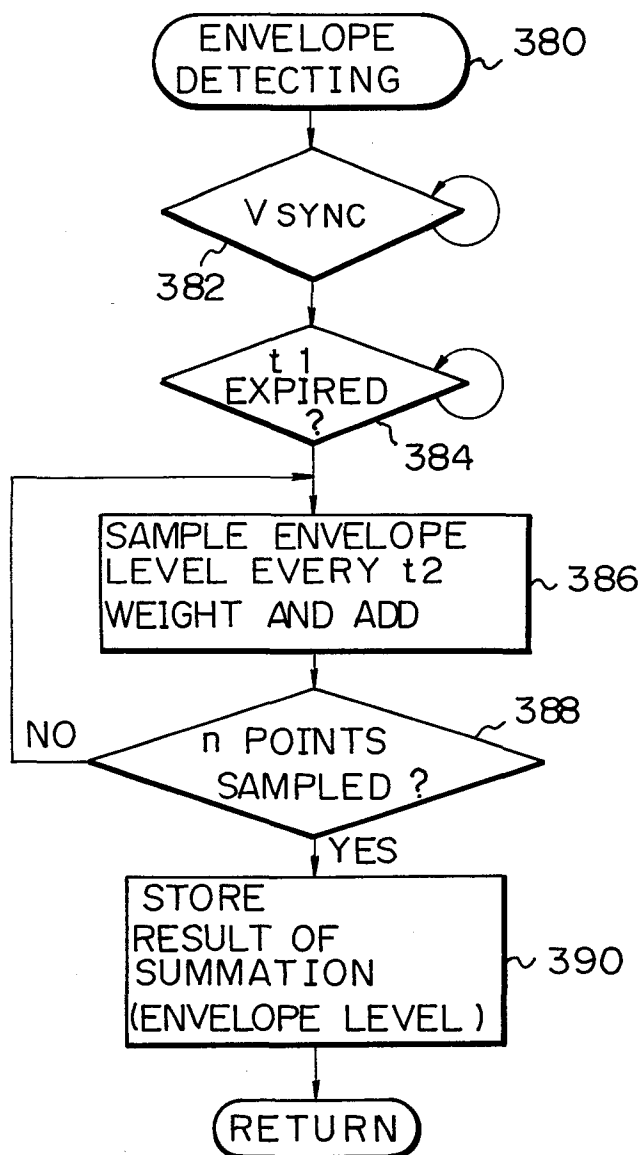 ENVELOPE
DETECTING
380
V SYNC
382
t1
EXPIRED
?
384
SAMPLE ENVELOPE
LEVEL EVERY t2
WEIGHT AND ADD
386
388
NO
n POINTS
SAMPLED ?
YES
STORE
RESULT OF
SUMMATION
(ENVELOPE LEVEL)
390
RETURN